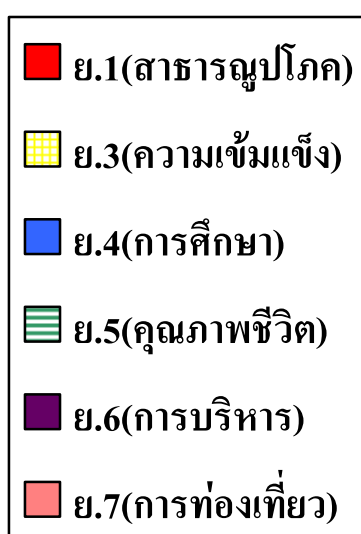 ย.1(สาธารณูปโภค)
ย.3(ความเข้มแข็ง)
ย.4(การศึกษา)
ย.5(คุณภาพชีวิต)
ย.6(การบริหาร)
ย.7(การท่องเที่ยว)